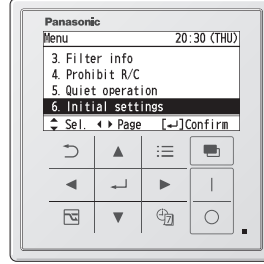 Panasonic
Menu 20:30 (THU)
3. Filter info
4. Prohibit R/C
5. Quiet operation
6. Initial settings
Sel. Page [↵]Confirm
7